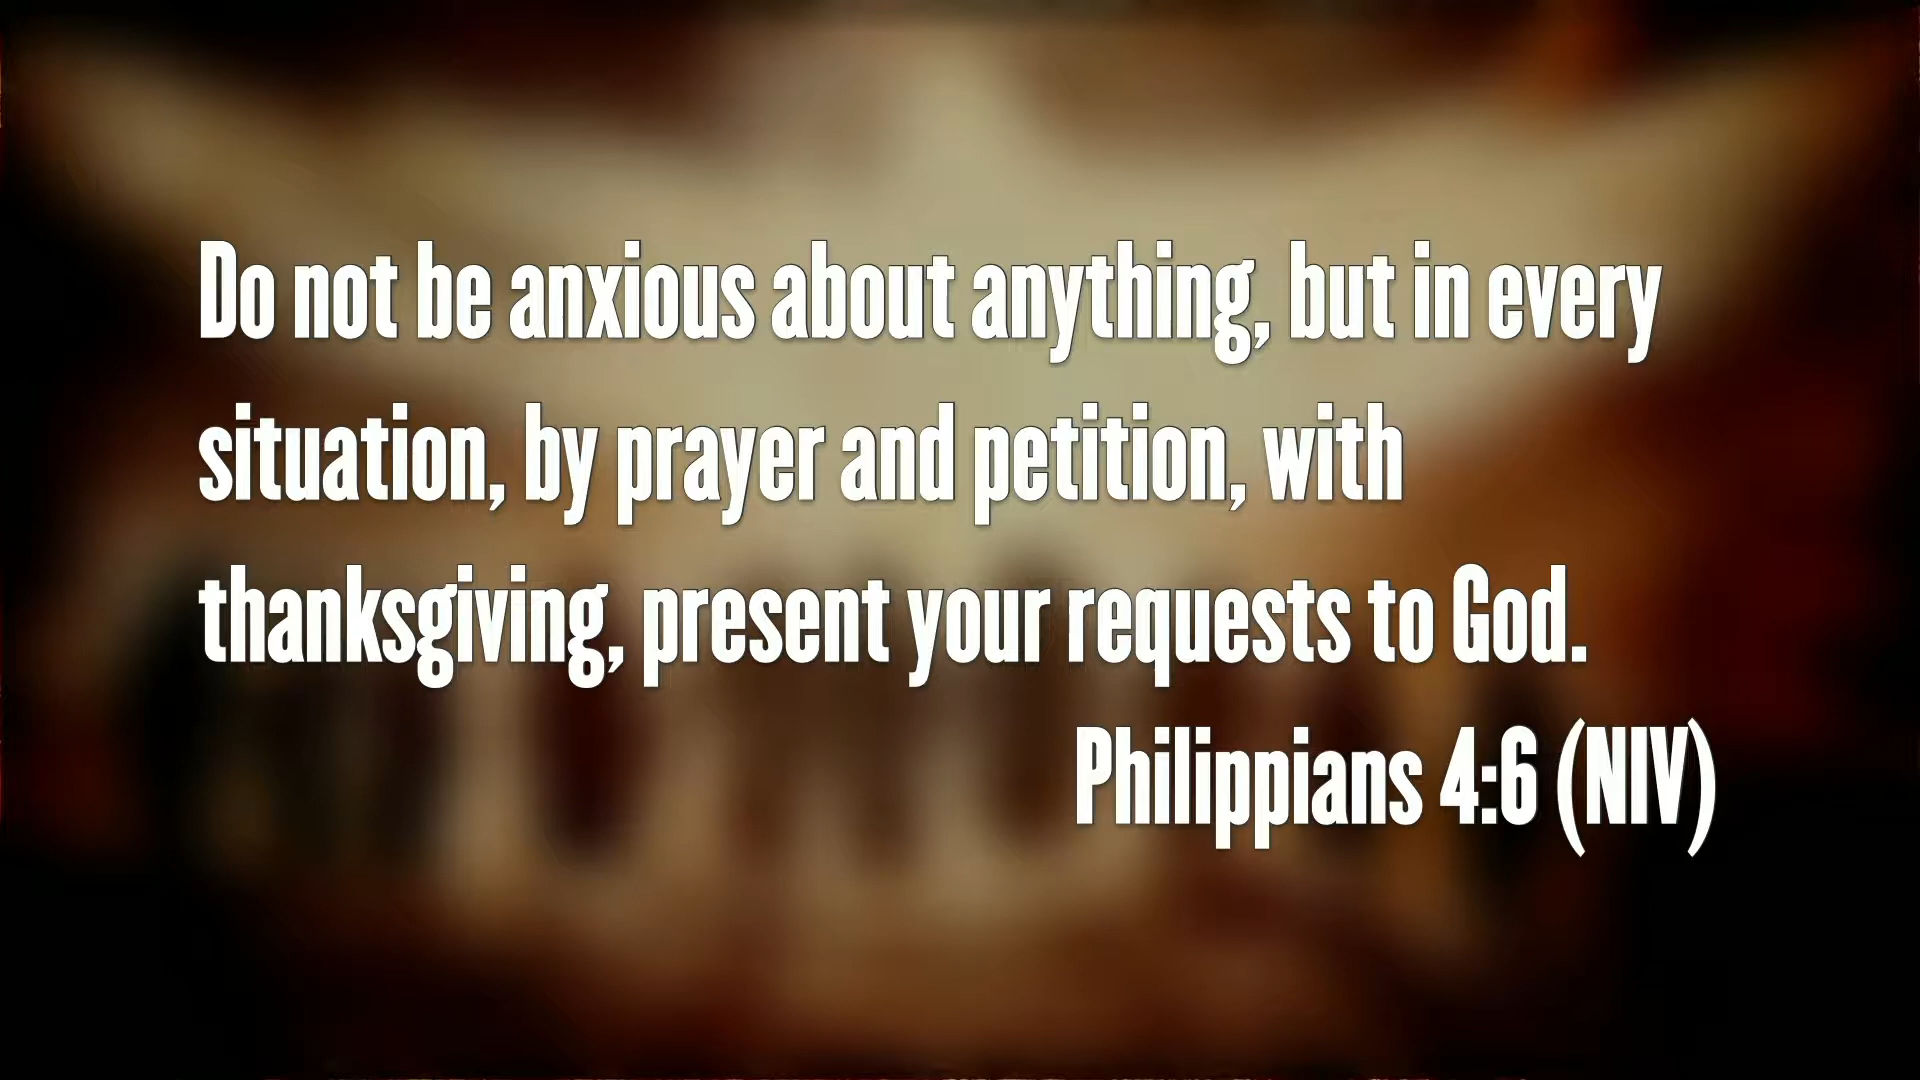 Do not be anxious about anything, but in every
situation, by prayer and petition, with
thanksgiving, present your requests to God.
Philippians 4:6 (NIV)